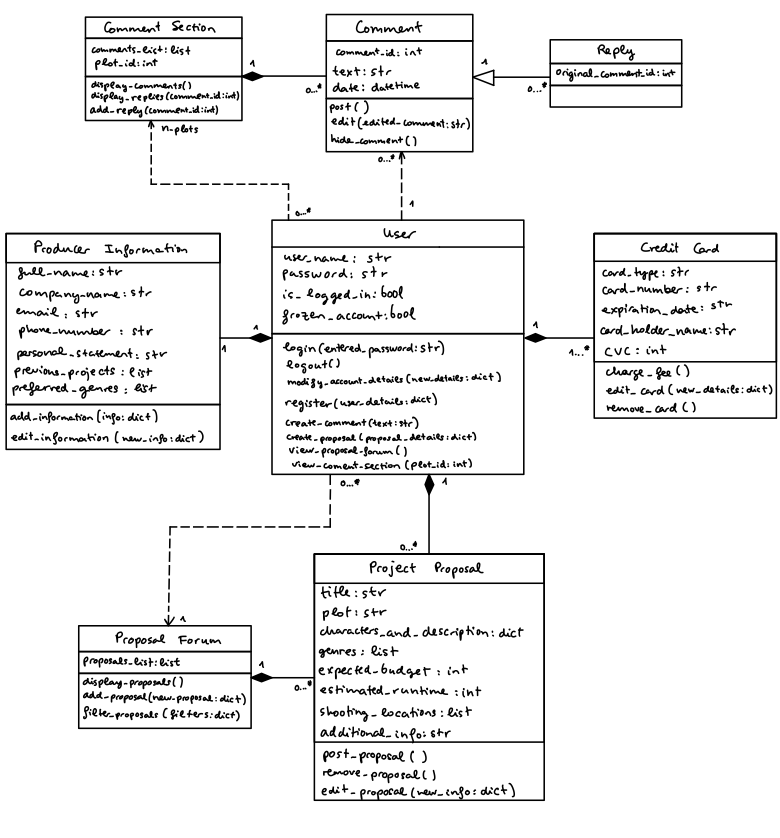 Comment Section
comments_list: list
plot_id: int
display_comments()
display_replies(comment_id:int)
add_reply(comment_id:int)
1
0...*
n_plots
0...*
Comment
comment_id: int
text: str
date: datetime
post()
edit(edited_comment:str)
hide_comment()
1
0...*
0...*
1
Reply
original_comment_id: int
Producer Information
full_name: str
company_name: str
email: str
phone_number : str
personal_statement: str
previous_projects : list
preferred_genres: list
add_information (info: dict)
edit_information (new_info: dict)
1
1
User
user_name : str
password: str
is_logged_in: bool
frozen_account: bool
login(entered_password: str)
logout()
modify_account_details (new_details: dict)
register(user_details: dict)
create_comment (text: str)
create_proposal (proposal_details: dict)
view_proposal_forum()
view_coment_section (plot_id: int)
1
1...*
Credit Card
card_type: str
card_number : str
expiration_date: str
card_holder_name: str
CVC : int
charge_fee()
edit_card (new_details: dict)
remove_card()
0...*
1
0...*
1
Proposal Forum
proposals_list: list
display_proposals()
add_proposal(new_proposal: dict)
filter_proposals (filters: dict)
1
0...*
Project Proposal
title: str
plot: str
characters_and_description: dict
genres : list
expected_budget : int
estimated_runtime : int
shooting_locations: list
additional_info: str
post_proposal ( )
remove_proposal()
edit_proposal (new_info: dict)